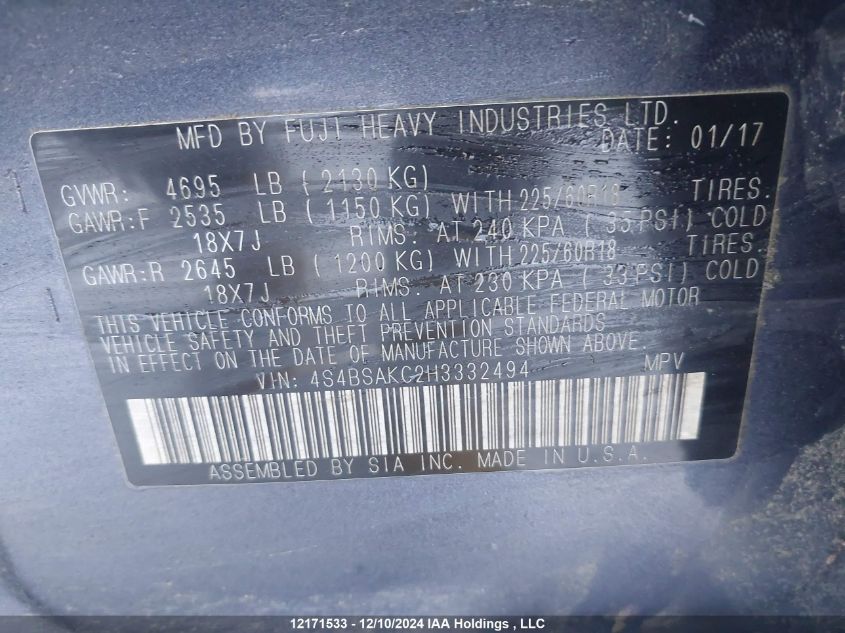 MFD BY FUJI HEAVY INDUSTRIES LTD.
DATE: 01/17
GVWR: 4695 LB ( 2130 KG)
GAWR:F 2535 LB ( 1150 KG) WITH 225/60R18 TIRES.
18X7J RIMS. AT 240 KPA ( 35 PSI) COLD
GAWR:R 2645 LB ( 1200 KG) WITH 225/60R18 TIRES.
18X7J RIMS. AT 230 KPA ( 33 PSI) COLD
THIS VEHICLE CONFORMS TO ALL APPLICABLE FEDERAL MOTOR
VEHICLE SAFETY AND THEFT PREVENTION STANDARDS
IN EFFECT ON THE DATE OF MANUFACTURE SHOWN ABOVE.
VIN: 4S4BSAKC2H3332494 MPV
ASSEMBLED BY SIA INC. MADE IN U.S.A.
12171533 - 12/10/2024 IAA Holdings , LLC